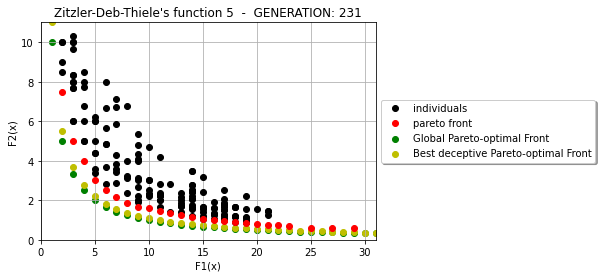 Zitzler-Deb-Thiele's function 5 - GENERATION: 231
10
8
6
4
2
0
F2(x)
0 5 10 15 20 25 30
F1(x)
individuals
pareto front
Global Pareto-optimal Front
Best deceptive Pareto-optimal Front